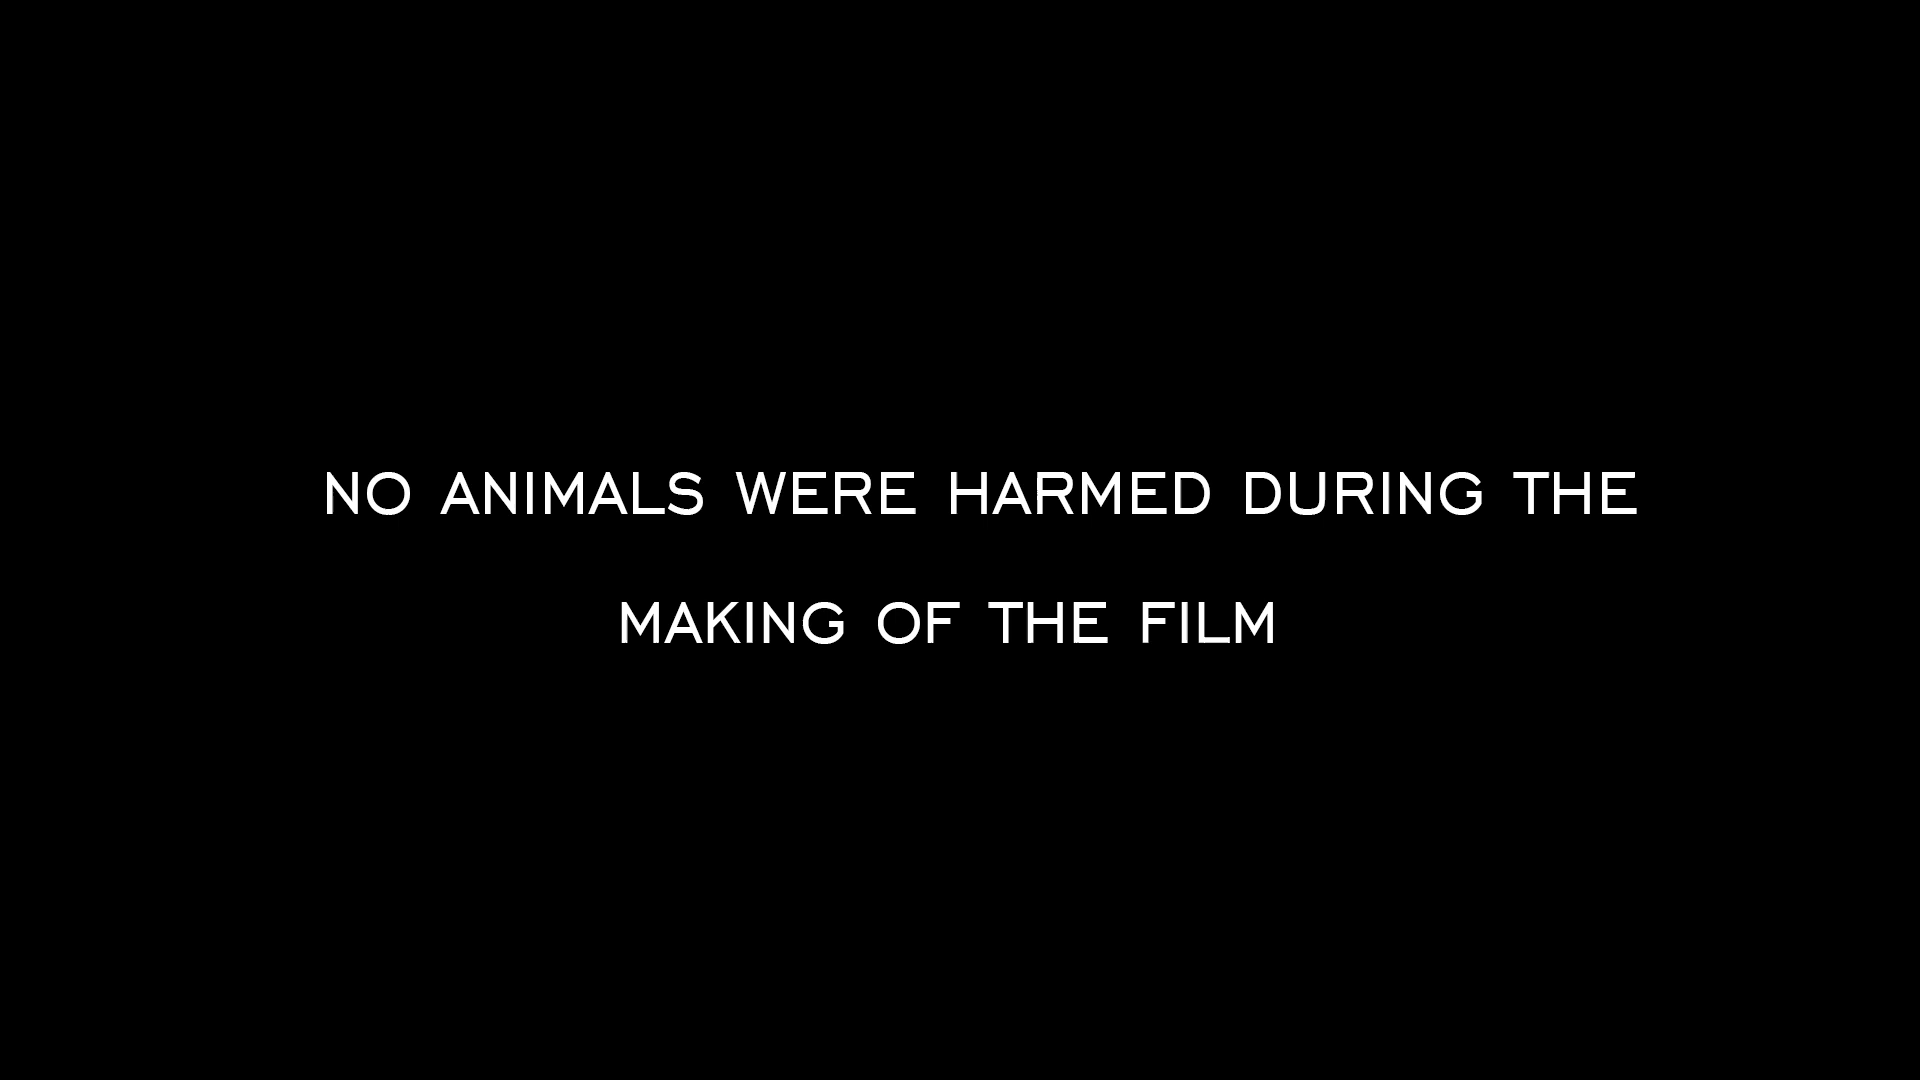 NO ANIMALS WERE HARMED DURING THE
MAKING OF THE FILM